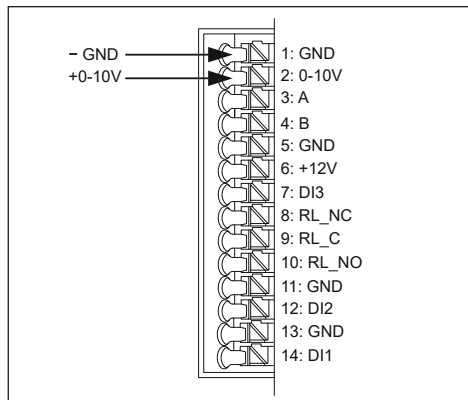 − GND
+0-10V
1: GND
2: 0-10V
3: A
4: B
5: GND
6: +12V
7: DI3
8: RL_NC
9: RL_C
10: RL_NO
11: GND
12: DI2
13: GND
14: DI1